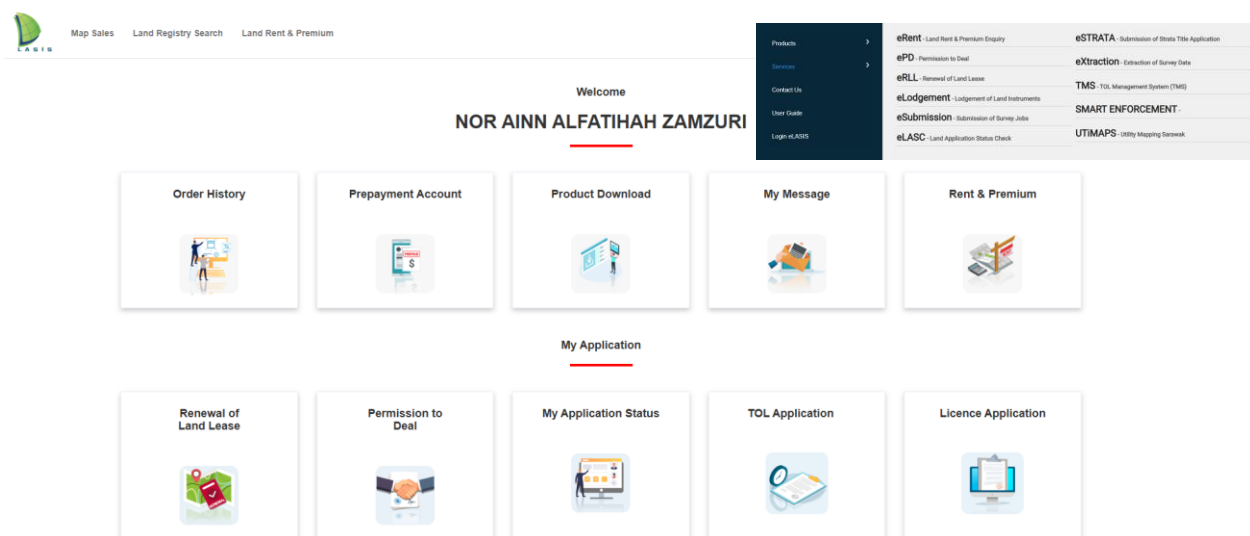 LASIS
Map Sales
Land Registry Search
Land Rent & Premium
Products
Services
Contact Us
User Guide
Login eLASIS
eRent - Land Rent & Premium Enquiry
ePD - Permission to Deal
eRLL - Renewal of Land Lease
eLodgement - Lodgement of Land Instruments
eSubmission - Submission of Survey Jobs
eLASC - Land Application Status Check
eSTRATA - Submission of Strata Title Application
eXtraction - Extraction of Survey Data
TMS - TOL Management System (TMS)
SMART ENFORCEMENT -
UTiMAPS - Utility Mapping Sarawak
Welcome
NOR AINN ALFATIHAH ZAMZURI
Order History
Prepayment Account
Product Download
My Message
Rent & Premium
$
My Application
Renewal of
Land Lease
Permission to
Deal
My Application Status
TOL Application
Licence Application